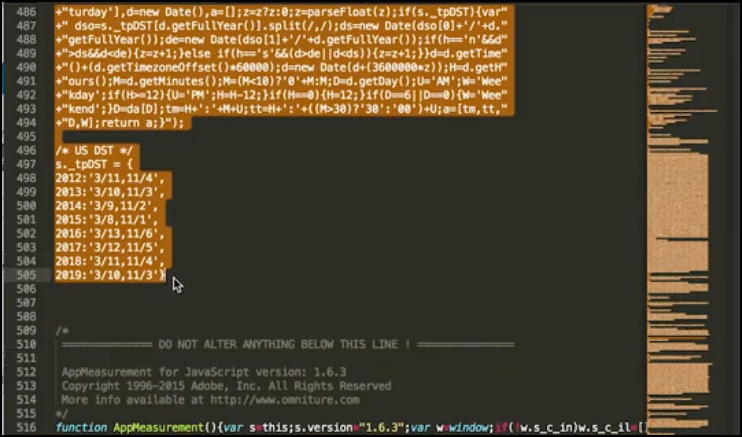 486 +"turday'],d=new Date(),a=[];z=z?z:0;z=parseFloat(z);if(s._tpDST){var"
487 +" dso=s._tpDST[d.getFullYear()].split(/,/);ds=new Date(dso[0]+'/'+d."
488 +"getFullYear());de=new Date(dso[1]+'/'+d.getFullYear());if(h=='n'&&d"
489 +">ds&&d<de){z=z+1;}else if(h=='s'&&(d>de||d<ds)){z=z+1;}}d=d.getTime"
490 +"()+(d.getTimezoneOffset()*60000);d=new Date(d+(3600000*z));H=d.getH"
491 +"ours();M=d.getMinutes();M=(M<10)?'0'+M:M;D=d.getDay();U='AM';W='Wee"
492 +"kday';if(H>=12){U='PM';H=H-12;}if(H==0){H=12;}if(D==6||D==0){W='Wee"
493 +"kend';}D=da[D];tm=H+':'+M+U;tt=H+':'+((M>30)?'30':'00')+U;a=[tm,tt,"
494 +"D,W];return a;}");
495
496 /* US DST */
497 s._tpDST = {
498 2012:'3/11,11/4',
499 2013:'3/10,11/3',
500 2014:'3/9,11/2',
501 2015:'3/8,11/1',
502 2016:'3/13,11/6',
503 2017:'3/12,11/5',
504 2018:'3/11,11/4',
505 2019:'3/10,11/3'}
506
507
508
509 /*
510 ============== DO NOT ALTER ANYTHING BELOW THIS LINE ! ===============
511
512 AppMeasurement for JavaScript version: 1.6.3
513 Copyright 1996-2015 Adobe, Inc. All Rights Reserved
514 More info available at http://www.omniture.com
515 */
516 function AppMeasurement(){var s=this;s.version="1.6.3";var w=window;if(!w.s_c_in)w.s_c_il=[]